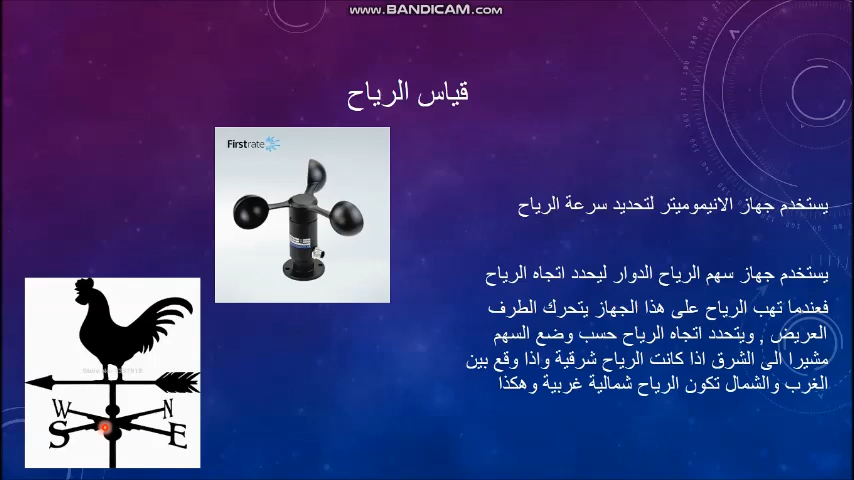 www.BANDICAM.com
قياس الرياح
Firstrate
يستخدم جهاز الانيموميتر لتحديد سرعة الرياح
يستخدم جهاز سهم الرياح الدوار ليحدد اتجاه الرياح
فعندما تهب الرياح على هذا الجهاز يتحرك الطرف
العريض , ويتحدد اتجاه الرياح حسب وضع السهم
مشيرا الى الشرق اذا كانت الرياح شرقية واذا وقع بين
الغرب والشمال تكون الرياح شمالية غربية وهكذا
W N
S E